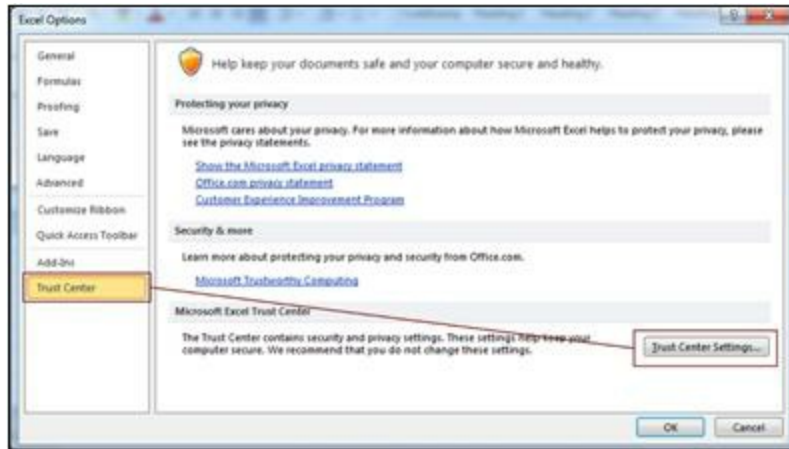 Excel Options
General
Formulas
Proofing
Save
Language
Advanced
Customize Ribbon
Quick Access Toolbar
Add-Ins
Trust Center
Help keep your documents safe and your computer secure and healthy.
Protecting your privacy
Microsoft cares about your privacy. For more information about how Microsoft Excel helps to protect your privacy, please
see the privacy statements.
Show the Microsoft Excel privacy statement
Office.com privacy statement
Customer Experience Improvement Program
Security & more
Learn more about protecting your privacy and security from Office.com.
Microsoft Trustworthy Computing
Microsoft Excel Trust Center
The Trust Center contains security and privacy settings. These settings help keep your
computer secure. We recommend that you do not change these settings.
Trust Center Settings...
OK
Cancel